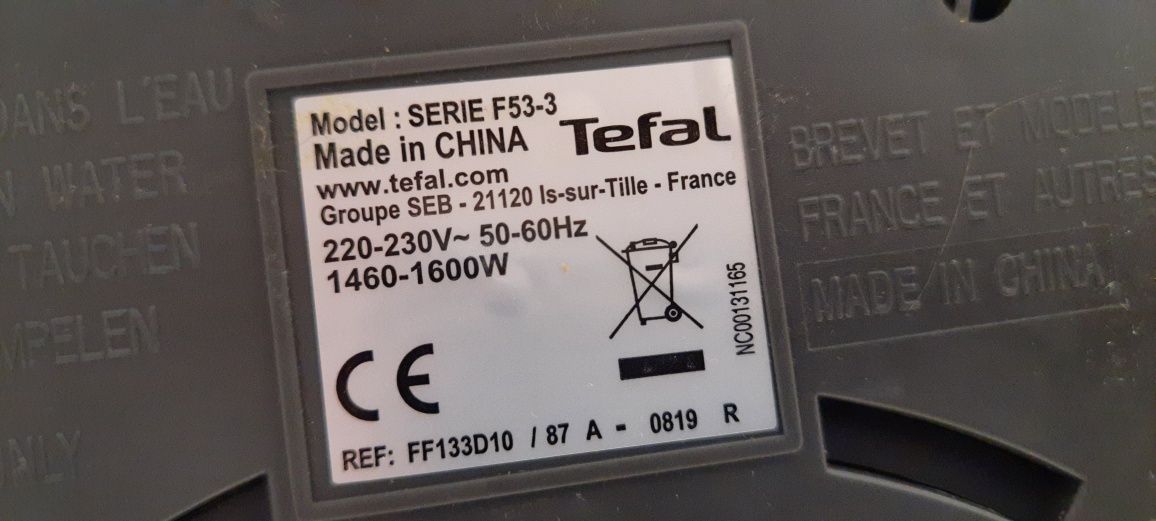 DANS L'EAU
WATER
TAUCHEN
ONLY
Model : SERIE F53-3
Made in CHINA
Tefal
www.tefal.com
Groupe SEB - 21120 Is-sur-Tille - France
220-230V~ 50-60Hz
1460-1600W
NC00131165
CE
REF: FF133D10 / 87 A - 0819 R
BREVET ET MODELE
FRANCE ET AUTRES
MADE IN CHINA